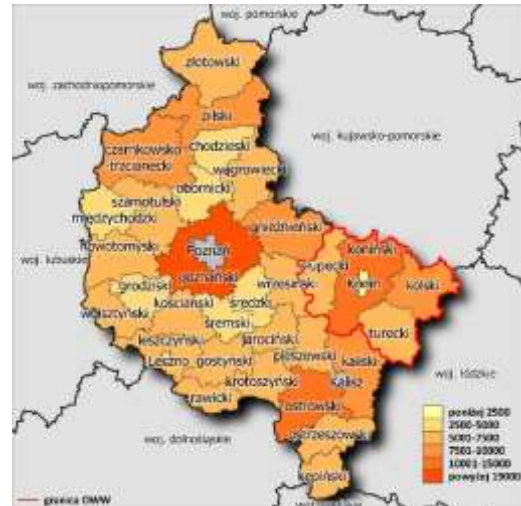 woj. pomorskie
złotowski
woj. zachodniopomorskie
pilski
woj. kujawsko-pomorskie
czarnkowsko
-trzcianecki
chodzieski
wągrowiecki
obornicki
szamotulski
międzychodzki
gnieźnieński
nowotomyski
Poznań
poznański
woj. lubuskie
koniński
słupecki
Konin
kolski
wrzesiński
grodziski
średzki
kościański
wolsztyński
śremski
turecki
jarociński
leszczyński
pleszewski
kaliski
Leszno
gostyński
woj. łódzkie
krotoszyński
Kalisz
rawicki
ostrowski
woj. dolnośląskie
ostrzeszowski
kępiński
poniżej 2500
2500-5000
5001-7500
7501-10000
10001-15000
powyżej 19000
granica OWW